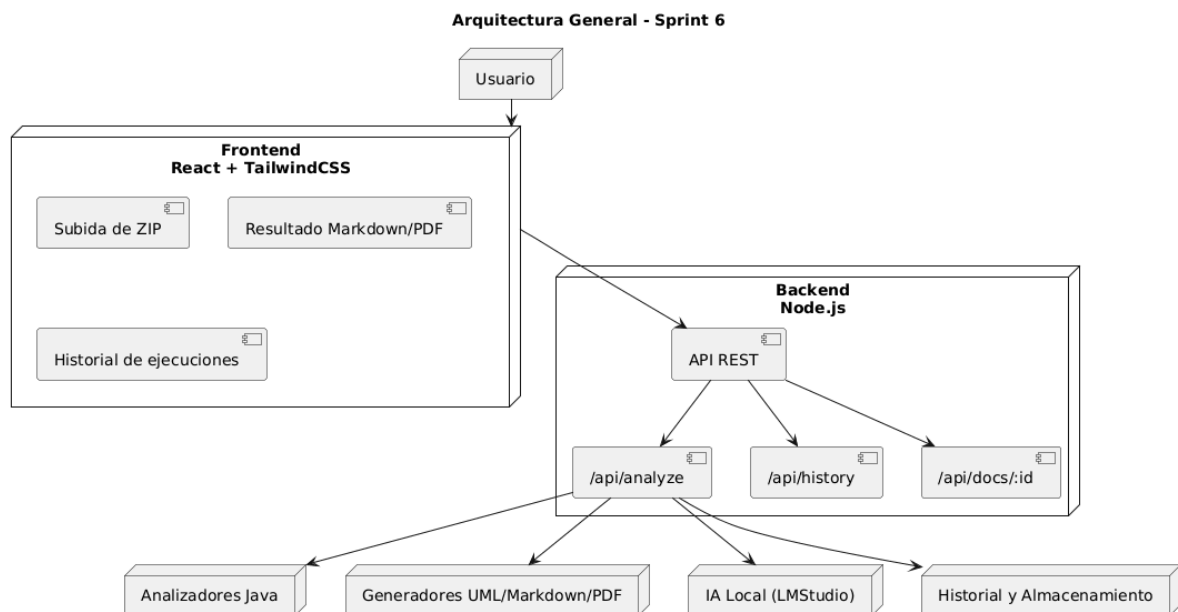 Arquitectura General - Sprint 6
Usuario
Frontend
React + TailwindCSS
Subida de ZIP
Resultado Markdown/PDF
Historial de ejecuciones
Backend
Node.js
API REST
/api/analyze
/api/history
/api/docs/:id
Analizadores Java
Generadores UML/Markdown/PDF
IA Local (LMStudio)
Historial y Almacenamiento